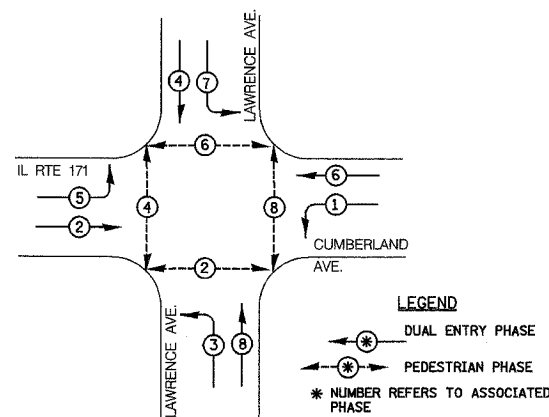 LAWRENCE AVE.
4
7
6
IL RTE 171
5
2
4
8
6
1
CUMBERLAND
AVE.
2
LAWRENCE AVE.
3
8
LEGEND
* DUAL ENTRY PHASE
* PEDESTRIAN PHASE
* NUMBER REFERS TO ASSOCIATED
PHASE